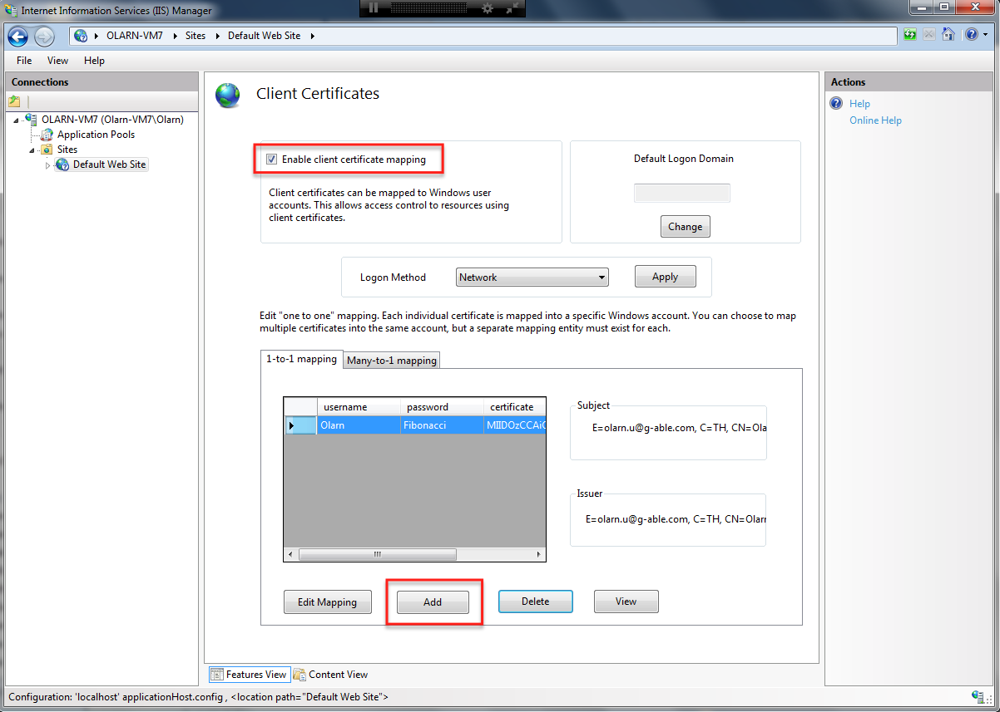 Internet Information Services (IIS) Manager
OLARN-VM7 Sites Default Web Site
File View Help
Connections
OLARN-VM7 (Olarn-VM7\Olarn)
Application Pools
Sites
Default Web Site
Client Certificates
Enable client certificate mapping
Client certificates can be mapped to Windows user
accounts. This allows access control to resources using
client certificates.
Default Logon Domain
Change
Logon Method Network Apply
Edit "one to one" mapping. Each individual certificate is mapped into a specific Windows account. You can choose to map
multiple certificates into the same account, but a separate mapping entity must exist for each.
1-to-1 mapping Many-to-1 mapping
username password certificate
Olarn Fibonacci MIIDOzCCAiC
Subject
E=olarn.u@g-able.com, C=TH, CN=Ola
Issuer
E=olarn.u@g-able.com, C=TH, CN=Olarn
Edit Mapping Add Delete View
Features View Content View
Actions
Help
Online Help
Configuration: 'localhost' applicationHost.config , <location path="Default Web Site">